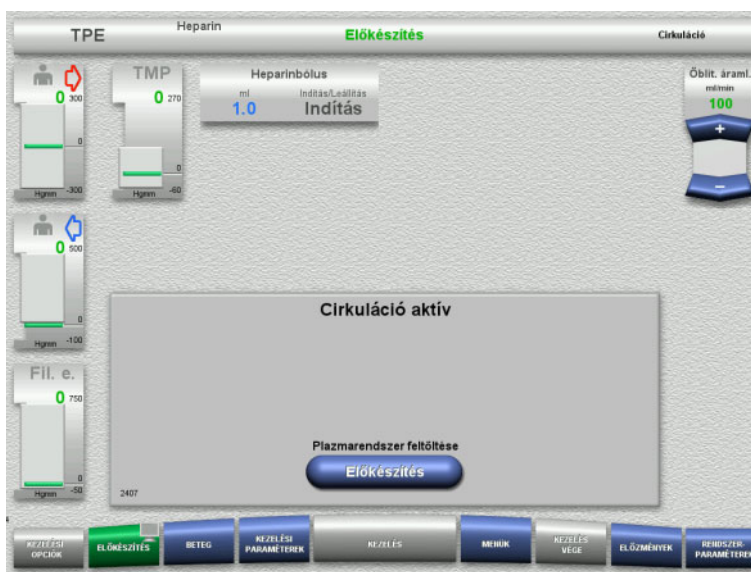 TPE Heparin Előkészítés Cirkuláció
TMP
0 300
0
-300
Hgmm
0 270
0
-60
Hgmm
Heparinbólus
ml Indítás/Leállítás
1.0 Indítás
Öblít. áraml.
ml/min
100
+
−
0 500
0
-100
Hgmm
Fil. e.
0 750
0
-50
Hgmm
Cirkuláció aktív
Plazmarendszer feltöltése
Előkészítés
2407
KEZELÉSI OPCIÓK
ELŐKÉSZÍTÉS
BETEG
KEZELÉSI PARAMÉTEREK
KEZELÉS
MENÜK
KEZELÉS VÉGE
ELŐZMÉNYEK
RENDSZER-PARAMÉTEREK